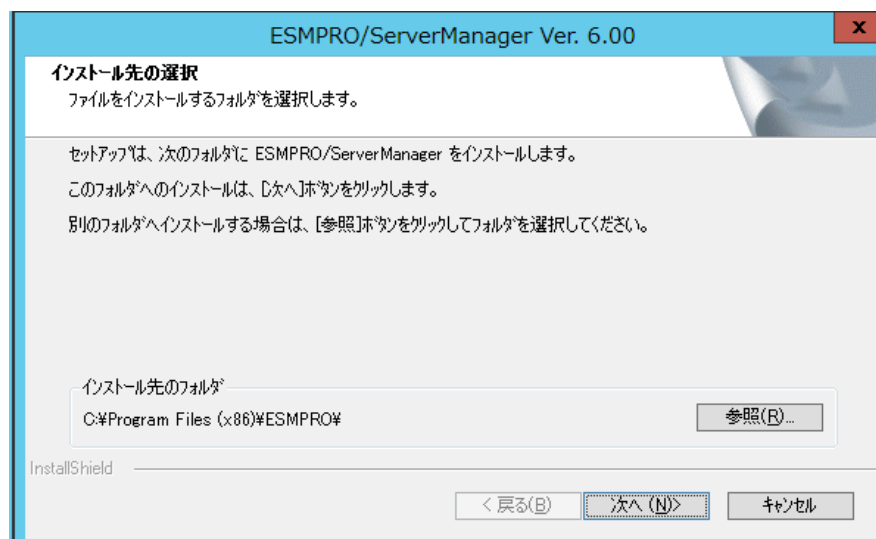 ESMPRO/ServerManager Ver. 6.00
x
インストール先の選択
ファイルをインストールするフォルダを選択します。
セットアップは、次のフォルダに ESMPRO/ServerManager をインストールします。
このフォルダへのインストールは、[次へ]ボタンをクリックします。
別のフォルダへインストールする場合は、[参照]ボタンをクリックしてフォルダを選択してください。
インストール先のフォルダ
C:¥Program Files (x86)¥ESMPRO¥
参照(R)...
InstallShield
< 戻る(B)
次へ (N)>
キャンセル